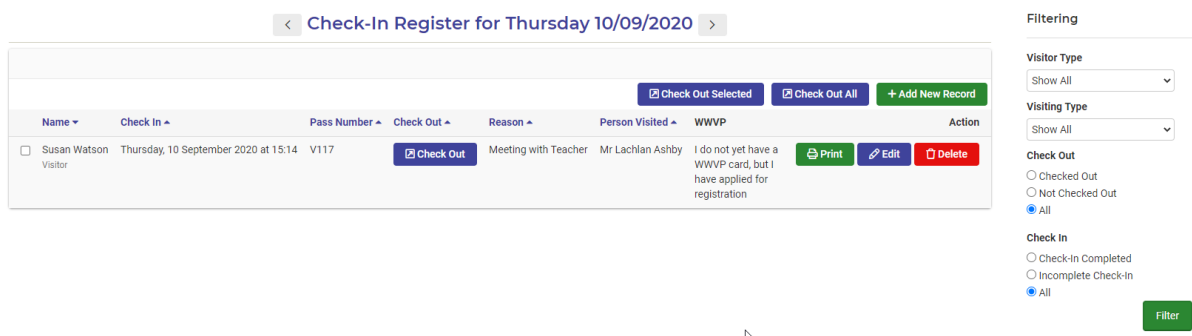 Check-In Register for Thursday 10/09/2020
Check Out Selected Check Out All + Add New Record
Name Check In Pass Number Check Out Reason Person Visited WWVP Action
Susan Watson Thursday, 10 September 2020 at 15:14 V117 Check Out Meeting with Teacher Mr Lachlan Ashby I do not yet have a Print Edit Delete
Visitor WWVP card, but I
have applied for
registration
Filtering
Visitor Type
Show All
Visiting Type
Show All
Check Out
Checked Out
Not Checked Out
All
Check In
Check-In Completed
Incomplete Check-In
All
Filter